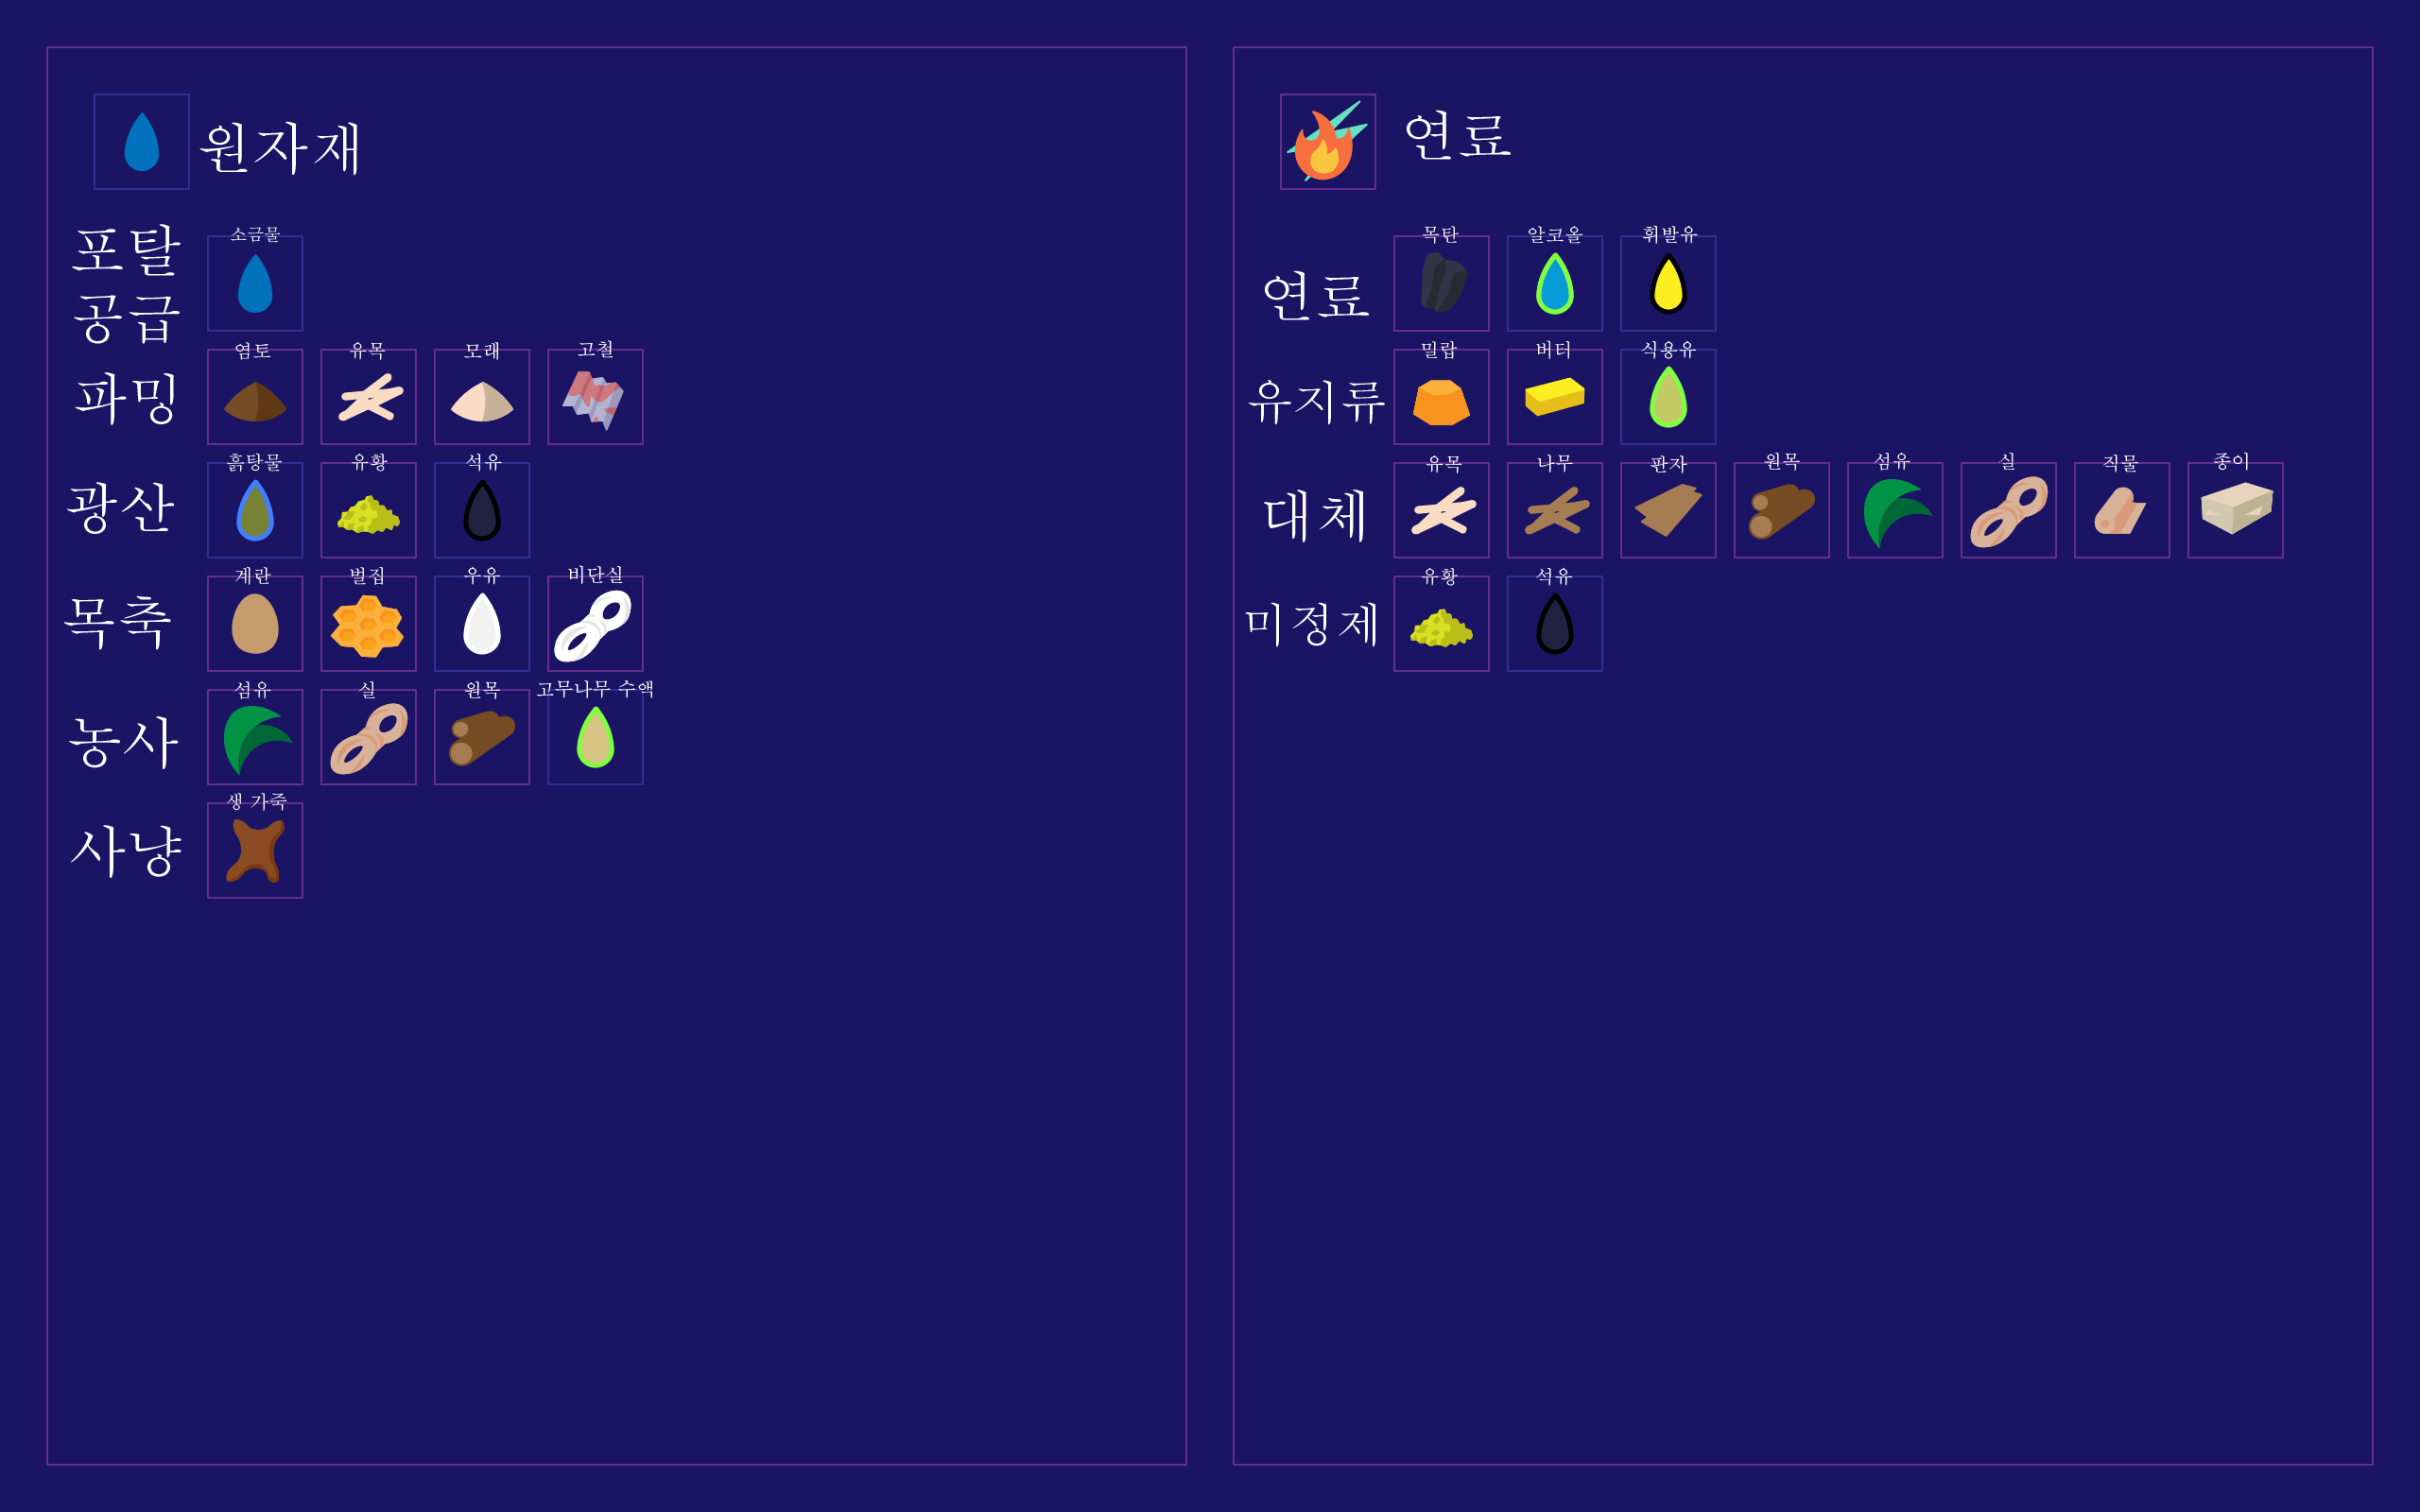 원자재
포탈
공급
소금물
파밍
염토 유목 모래 고철
광산
흙탕물 유황 석유
목축
계란 벌집 우유 비단실
농사
섬유 실 원목 고무나무 수액
사냥
생 가죽
연료
연료
목탄 알코올 휘발유
유지류
밀랍 버터 식용유
대체
유목 나무 판자 원목 섬유 실 직물 종이
미정제
유황 석유